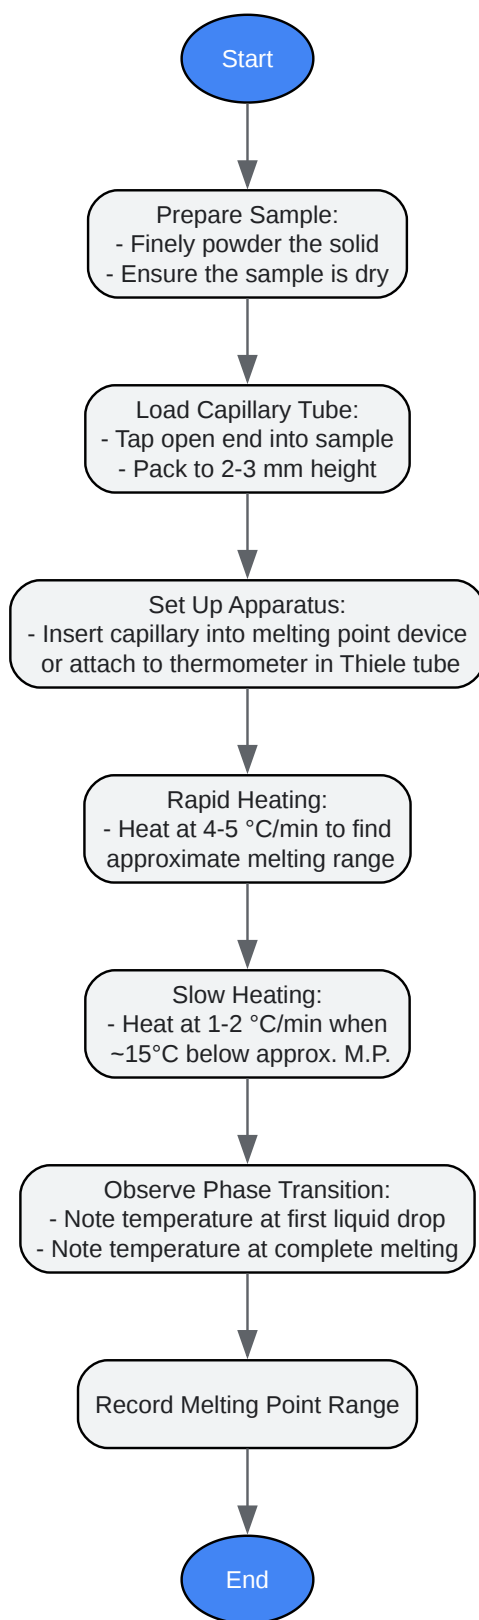 Start
Prepare Sample:
- Finely powder the solid
- Ensure the sample is dry
Load Capillary Tube:
- Tap open end into sample
- Pack to 2-3 mm height
Set Up Apparatus:
- Insert capillary into melting point device
or attach to thermometer in Thiele tube
Rapid Heating:
- Heat at 4-5 °C/min to find
approximate melting range
Slow Heating:
- Heat at 1-2 °C/min when
~15°C below approx. M.P.
Observe Phase Transition:
- Note temperature at first liquid drop
- Note temperature at complete melting
Record Melting Point Range
End